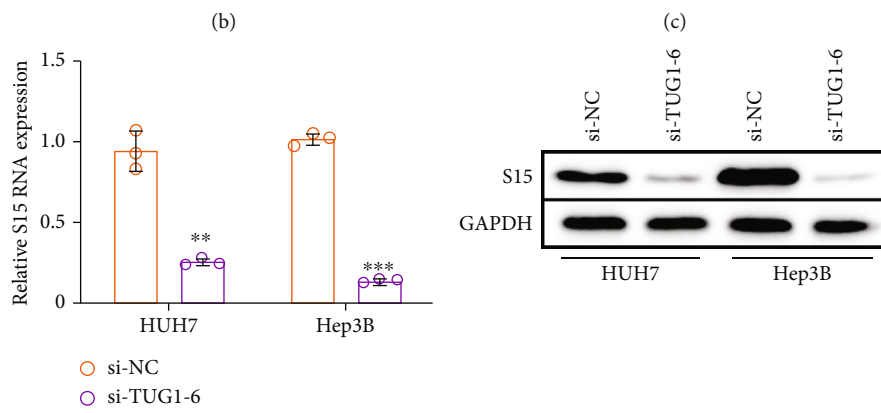 (b)
Relative S15 RNA expression
1.5
1.0
0.5
0
**
***
HUH7
Hep3B
si-NC
si-TUG1-6
(c)
si-NC
si-TUG1-6
si-NC
si-TUG1-6
S15
GAPDH
HUH7
Hep3B